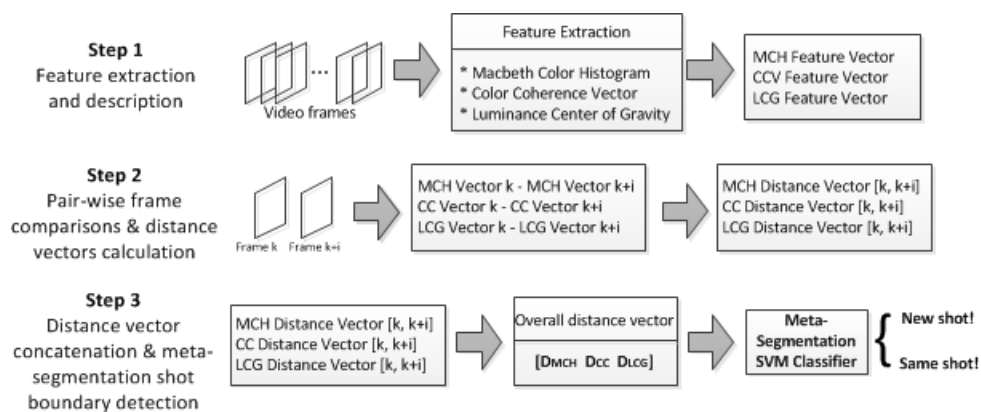 Step 1
Feature extraction
and description
Video frames
Feature Extraction
* Macbeth Color Histogram
* Color Coherence Vector
* Luminance Center of Gravity
MCH Feature Vector
CCV Feature Vector
LCG Feature Vector
Step 2
Pair-wise frame
comparisons & distance
vectors calculation
Frame k
Frame k+i
MCH Vector k - MCH Vector k+i
CC Vector k - CC Vector k+i
LCG Vector k - LCG Vector k+i
MCH Distance Vector [k, k+i]
CC Distance Vector [k, k+i]
LCG Distance Vector [k, k+i]
Step 3
Distance vector
concatenation & meta-
segmentation shot
boundary detection
MCH Distance Vector [k, k+i]
CC Distance Vector [k, k+i]
LCG Distance Vector [k, k+i]
Overall distance vector
[DMCH DCC DLCG]
Meta-
Segmentation
SVM Classifier
New shot!
Same shot!